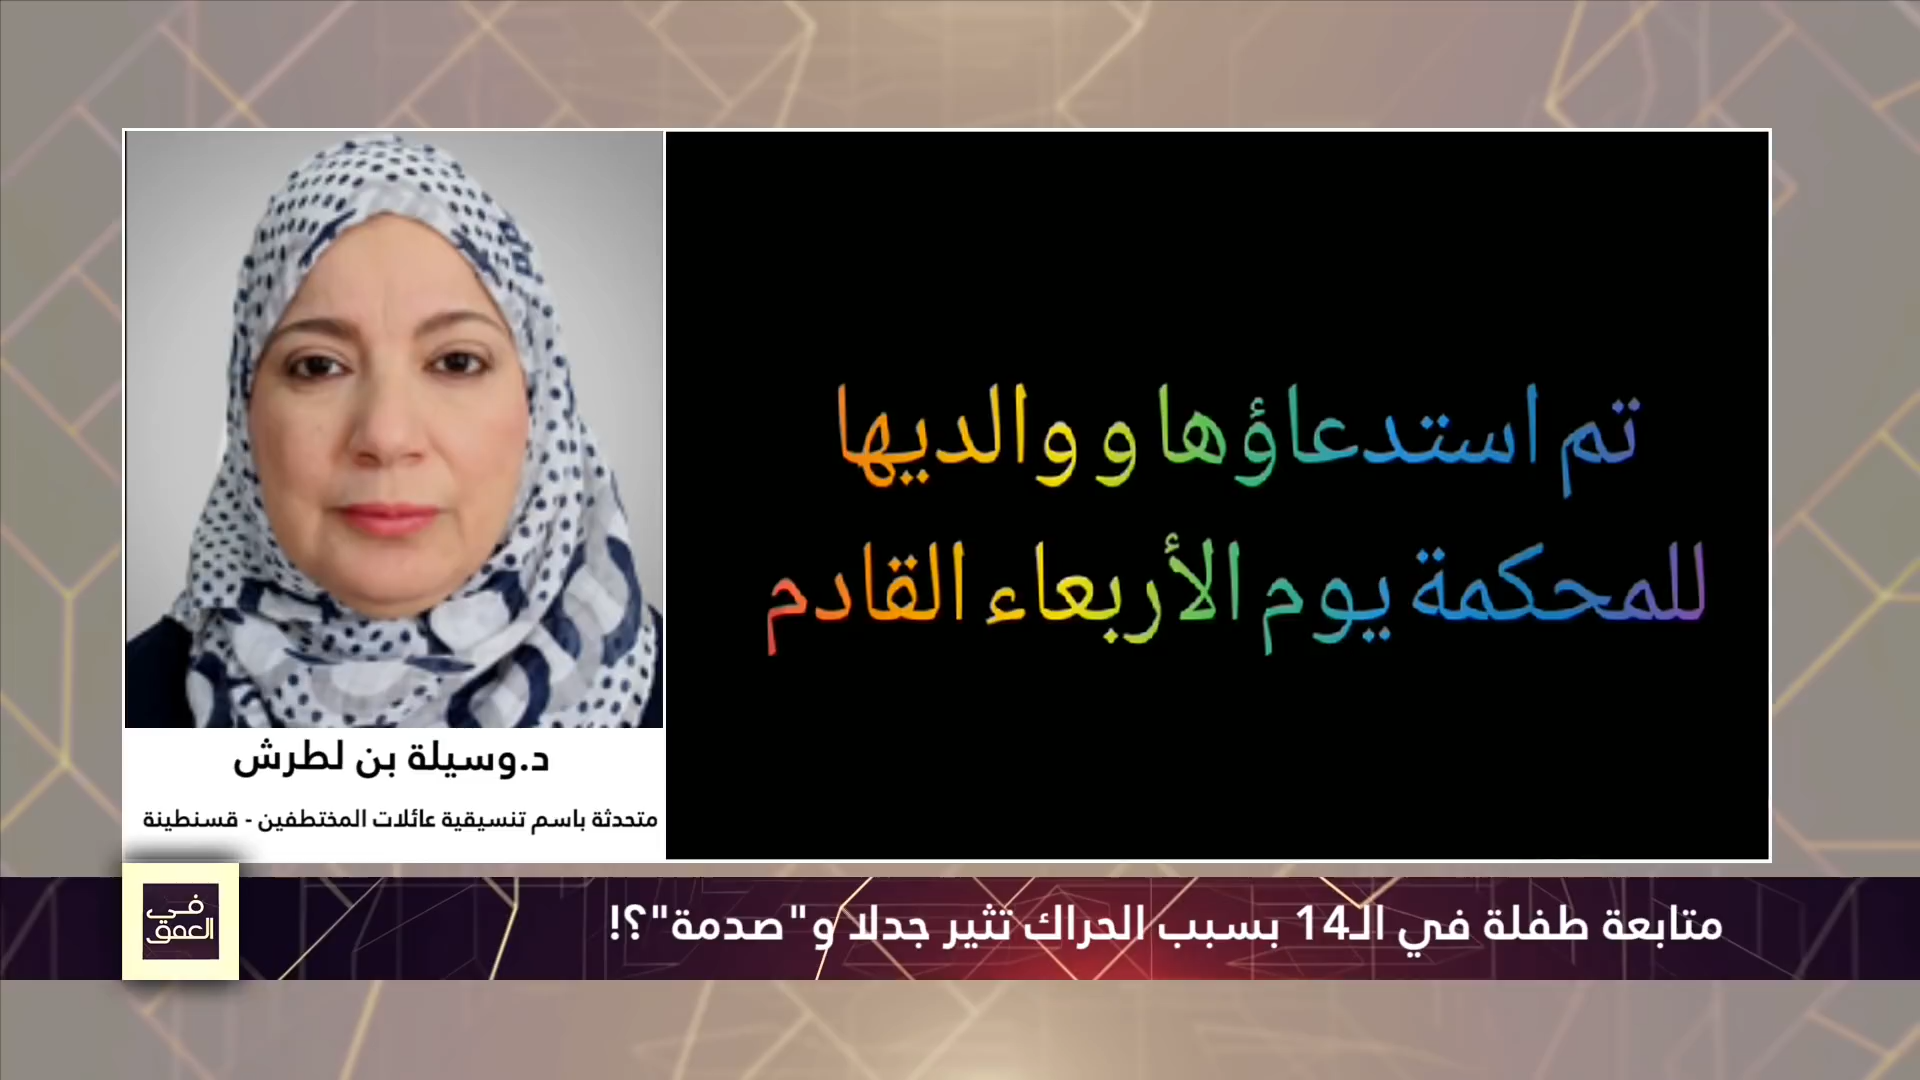 تم استدعاؤها و والديها
للمحكمة يوم الأربعاء القادم
د.وسيلة بن لطرش
متحدثة باسم تنسيقية عائلات المختطفين - قسنطينة
متابعة طفلة في الـ14 بسبب الحراك تثير جدلا و"صدمة"؟!
في
العمق